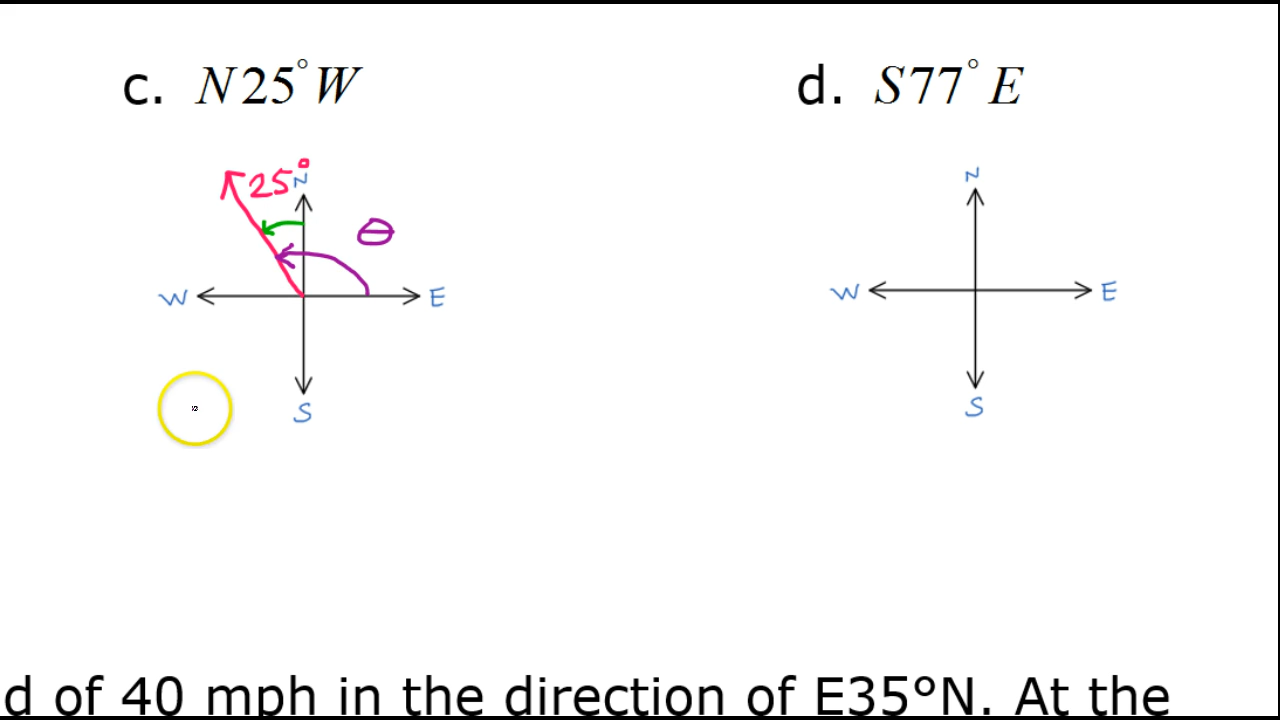 c. N25°W
d. S77°E
25°
N
θ
W
E
S
N
W
E
S
d of 40 mph in the direction of E35°N. At the